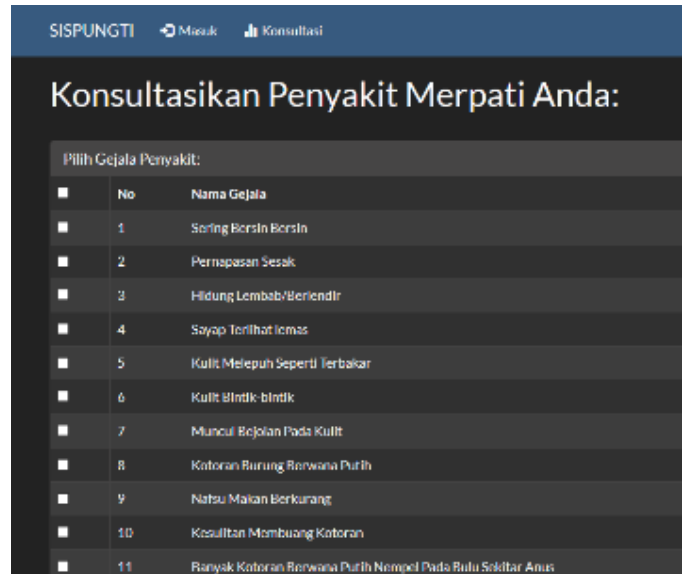 SISPUNGTI Masuk Konsultasi
Konsultasikan Penyakit Merpati Anda:
Pilih Gejala Penyakit:
No Nama Gejala
1 Sering Bersin Bersin
2 Pernapasan Sesak
3 Hidung Lembab/Berlendir
4 Sayap Terlihat lemas
5 Kulit Melepuh Seperti Terbakar
6 Kulit Bintik-bintik
7 Muncul Bejolan Pada Kulit
8 Kotoran Burung Berwana Putih
9 Nafsu Makan Berkurang
10 Kesulitan Membuang Kotoran
11 Banyak Kotoran Berwana Putih Nempel Pada Bulu Sekitar Anus